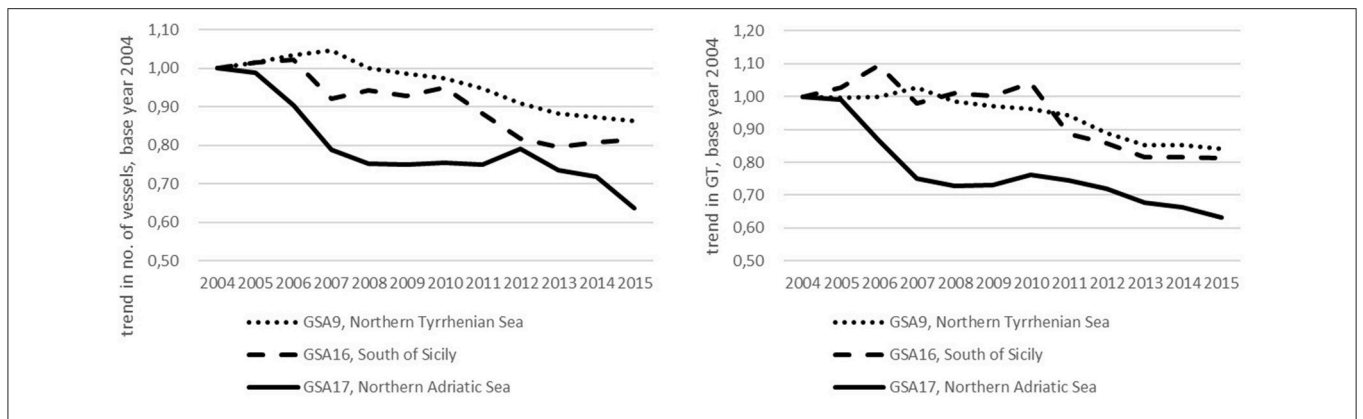 trend in no. of vessels, base year 2004
1,10
1,00
0,90
0,80
0,70
0,60
0,50
2004 2005 2006 2007 2008 2009 2010 2011 2012 2013 2014 2015
GSA9, Northern Tyrrhenian Sea
GSA16, South of Sicily
GSA17, Northern Adriatic Sea
trend in GT, base year 2004
1,20
1,10
1,00
0,90
0,80
0,70
0,60
0,50
2004 2005 2006 2007 2008 2009 2010 2011 2012 2013 2014 2015
GSA9, Northern Tyrrhenian Sea
GSA16, South of Sicily
GSA17, Northern Adriatic Sea